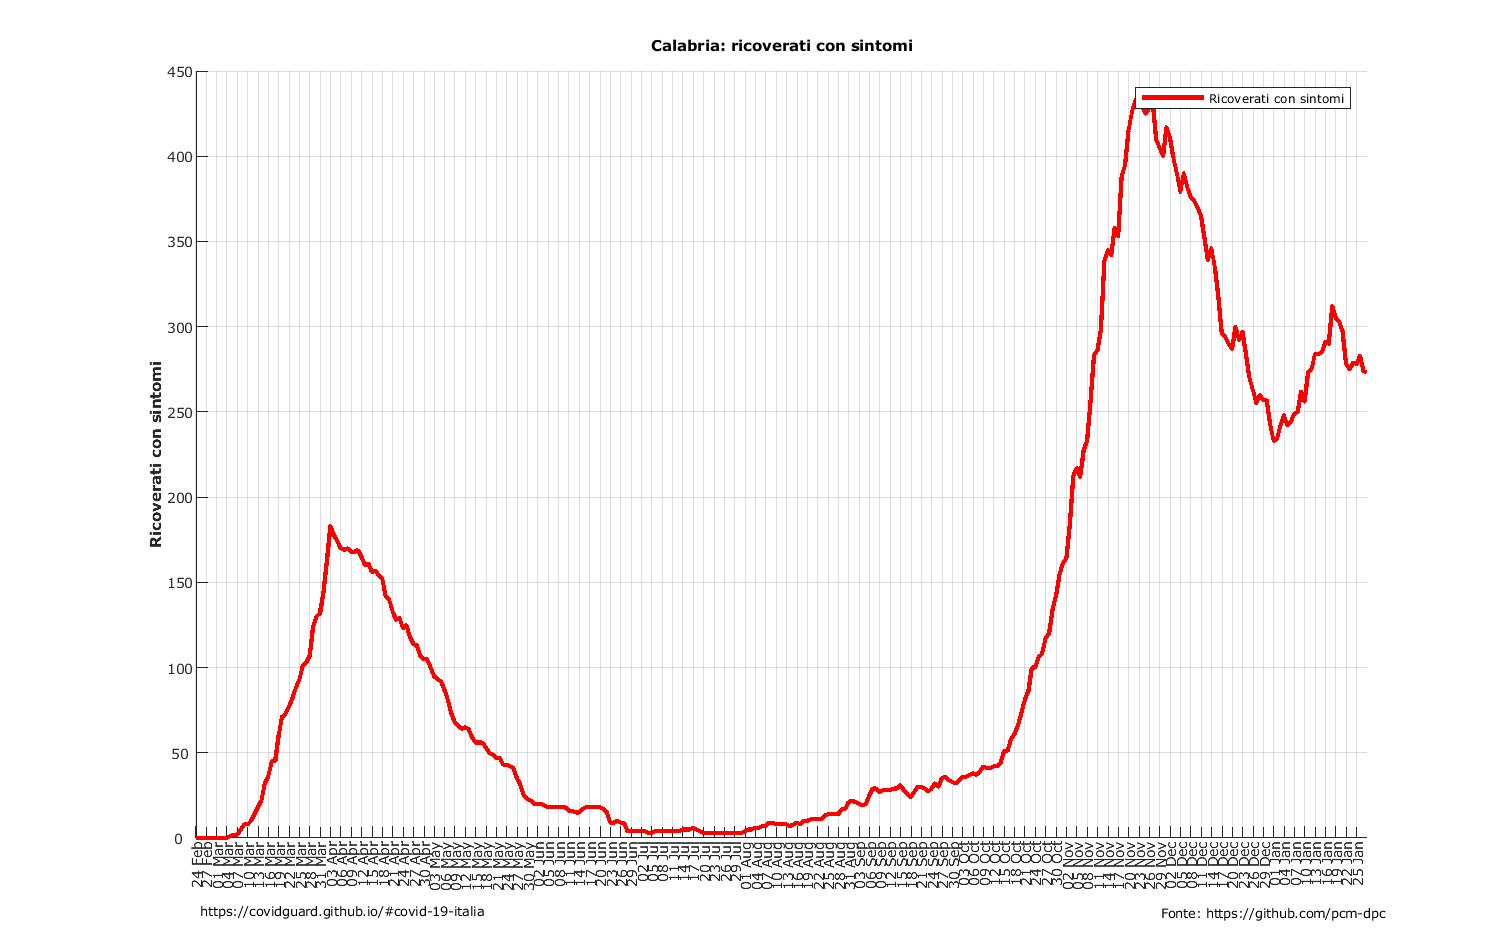 Calabria: ricoverati con sintomi
450
Ricoverati con sintomi
400
350
300
250
200
150
100
50
0
Ricoverati con sintomi
24 Feb
27 Feb
01 Mar
04 Mar
07 Mar
10 Mar
13 Mar
16 Mar
19 Mar
22 Mar
25 Mar
28 Mar
31 Mar
03 Apr
06 Apr
09 Apr
12 Apr
15 Apr
18 Apr
21 Apr
24 Apr
27 Apr
30 Apr
03 May
06 May
09 May
12 May
15 May
18 May
21 May
24 May
27 May
30 May
02 Jun
05 Jun
08 Jun
11 Jun
14 Jun
17 Jun
20 Jun
23 Jun
26 Jun
29 Jun
02 Jul
05 Jul
08 Jul
11 Jul
14 Jul
17 Jul
20 Jul
23 Jul
26 Jul
29 Jul
01 Aug
04 Aug
07 Aug
10 Aug
13 Aug
16 Aug
19 Aug
22 Aug
25 Aug
28 Aug
31 Aug
03 Sep
06 Sep
09 Sep
12 Sep
15 Sep
18 Sep
21 Sep
24 Sep
27 Sep
30 Sep
03 Oct
06 Oct
09 Oct
12 Oct
15 Oct
18 Oct
21 Oct
24 Oct
27 Oct
30 Oct
02 Nov
05 Nov
08 Nov
11 Nov
14 Nov
17 Nov
20 Nov
23 Nov
26 Nov
29 Nov
02 Dec
05 Dec
08 Dec
11 Dec
14 Dec
17 Dec
20 Dec
23 Dec
26 Dec
29 Dec
01 Jan
04 Jan
07 Jan
10 Jan
13 Jan
16 Jan
19 Jan
22 Jan
25 Jan
https://covidguard.github.io/#covid-19-italia
Fonte: https://github.com/pcm-dpc